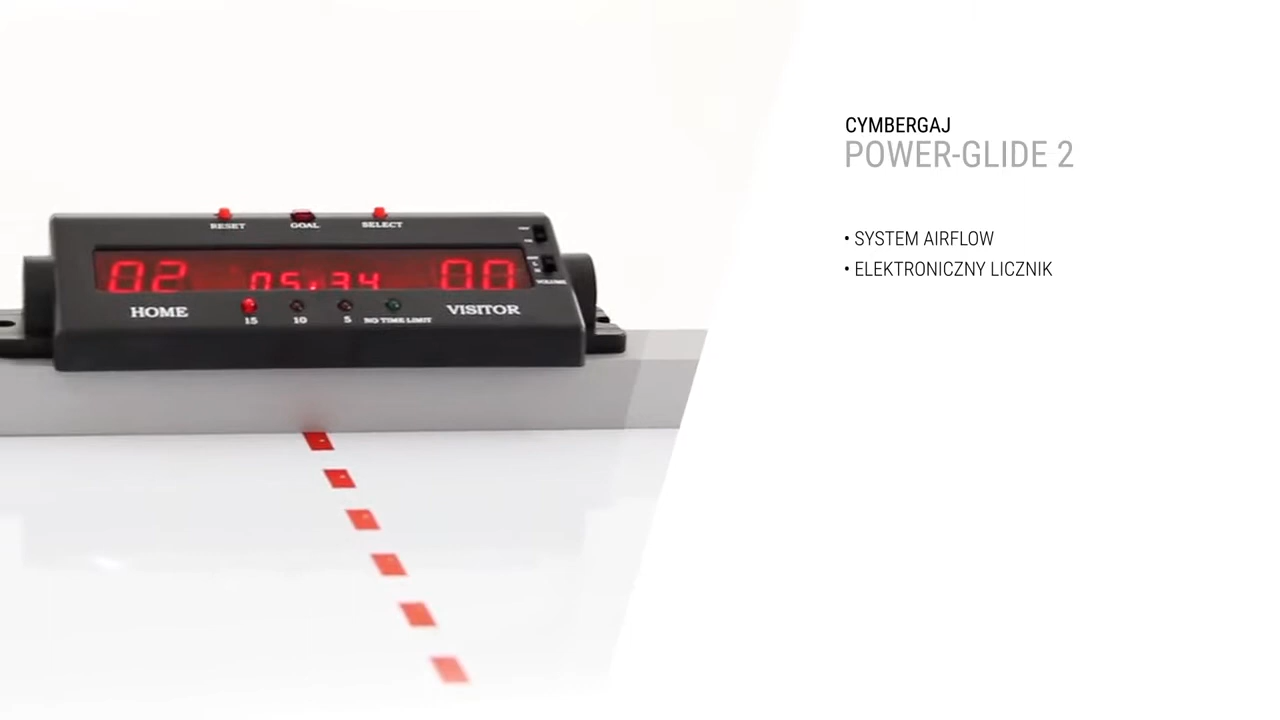 CYMBERGAJ
POWER-GLIDE 2
• SYSTEM AIRFLOW
• ELEKTRONICZNY LICZNIK
RESET GOAL SELECT
02 05:34 00
VOLUME
HOME VISITOR
15 10 5 NO TIME LIMIT